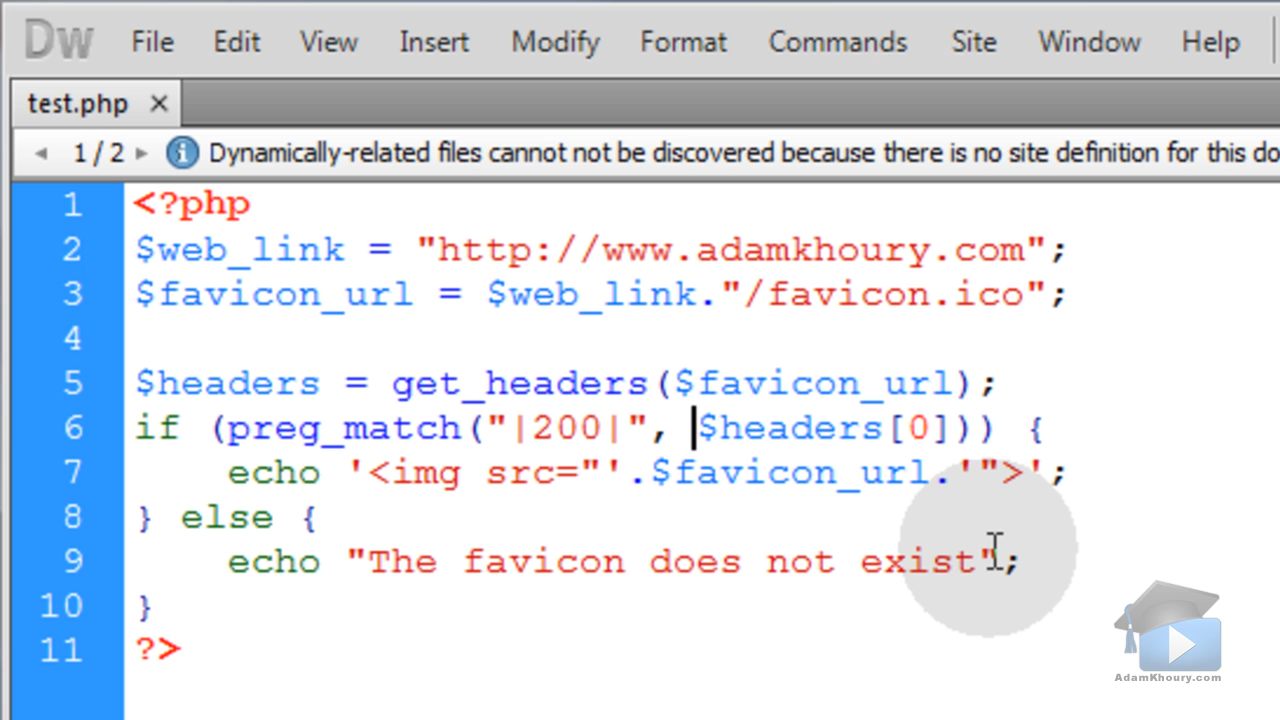 Dw File Edit View Insert Modify Format Commands Site Window Help
test.php ×
1 / 2 Dynamically-related files cannot not be discovered because there is no site definition for this do
1 <?php
2 $web_link = "http://www.adamkhoury.com";
3 $favicon_url = $web_link."/favicon.ico";
4
5 $headers = get_headers($favicon_url);
6 if (preg_match("|200|", $headers[0])) {
7 echo '<img src="'.$favicon_url.'">';
8 } else {
9 echo "The favicon does not exist";
10 }
11 ?>
AdamKhoury.com